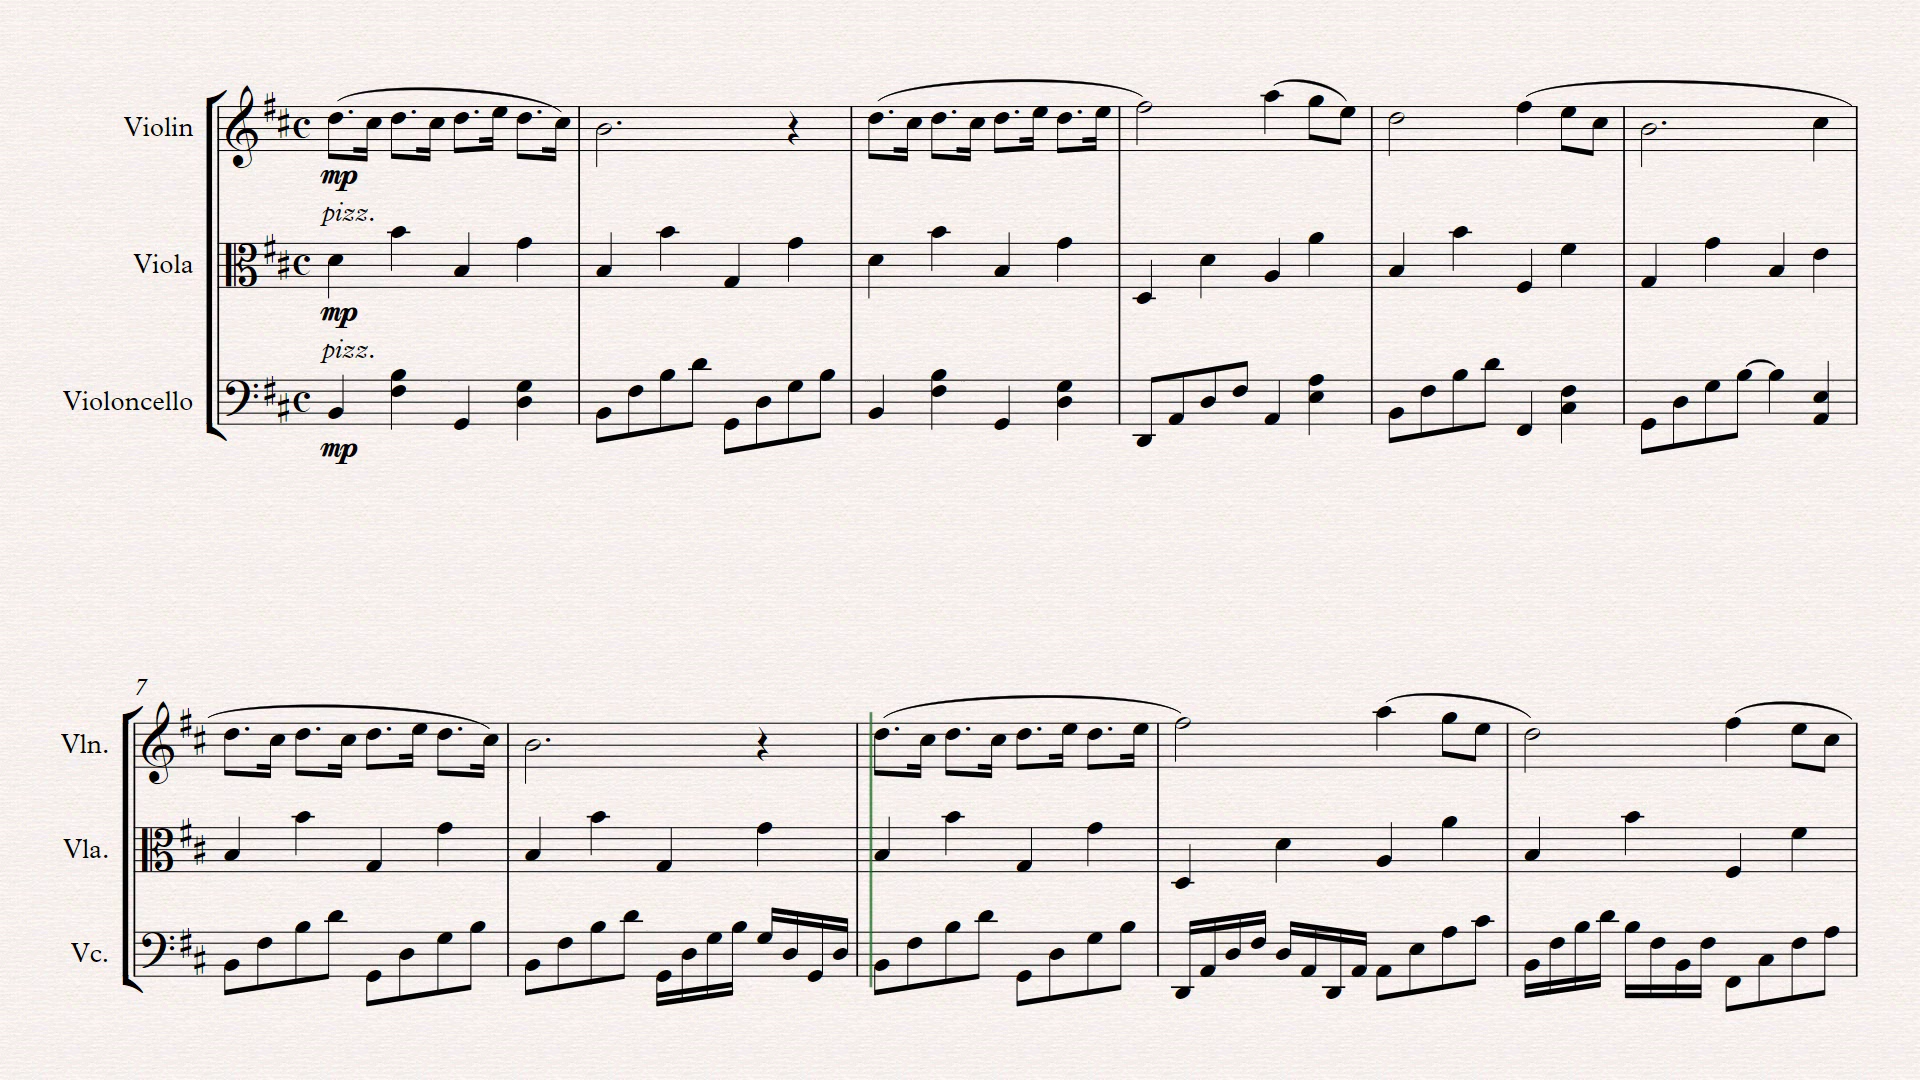 Violin
mp
pizz.
Viola
mp
pizz.
Violoncello
mp
7
Vln.
Vla.
Vc.